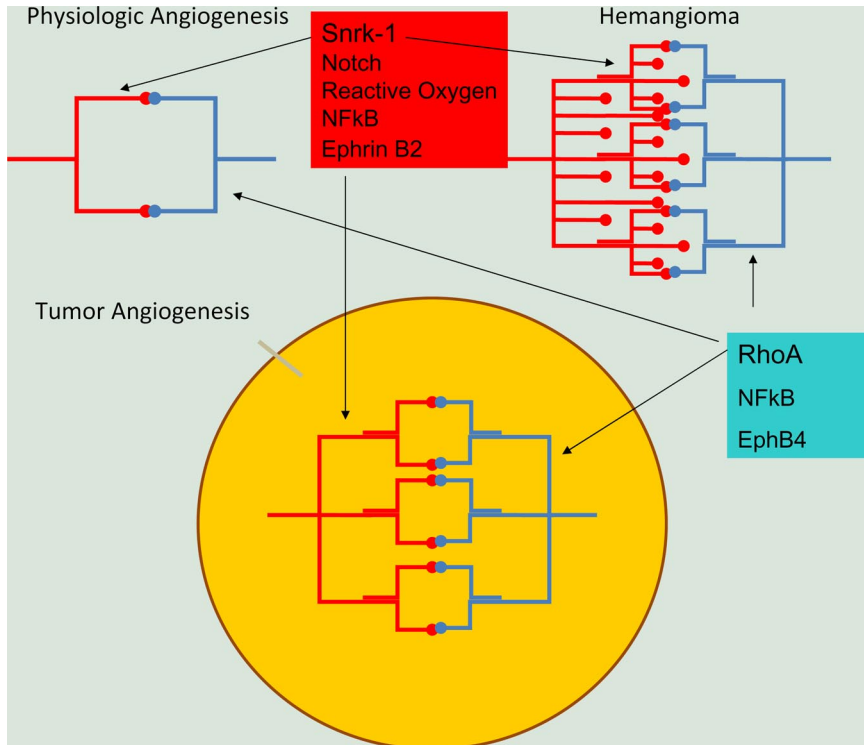 Physiologic Angiogenesis
Snrk-1
Notch
Reactive Oxygen
NFkB
Ephrin B2
Hemangioma
Tumor Angiogenesis
RhoA
NFkB
EphB4